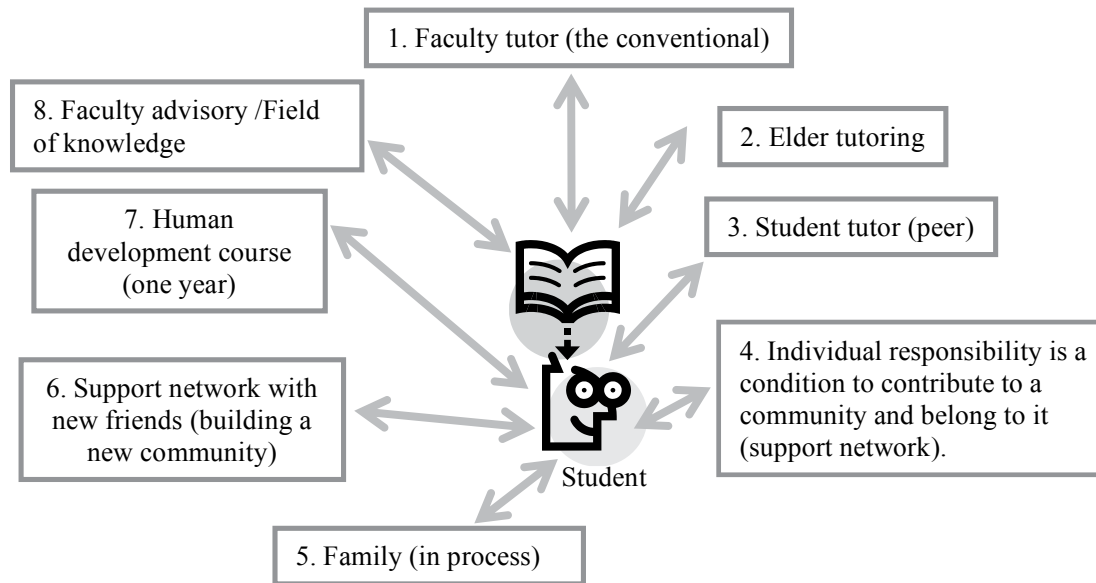 1. Faculty tutor (the conventional)
8. Faculty advisory /Field
of knowledge
2. Elder tutoring
7. Human
development course
(one year)
3. Student tutor (peer)
6. Support network with
new friends (building a
new community)
4. Individual responsibility is a
condition to contribute to a
community and belong to it
(support network).
Student
5. Family (in process)